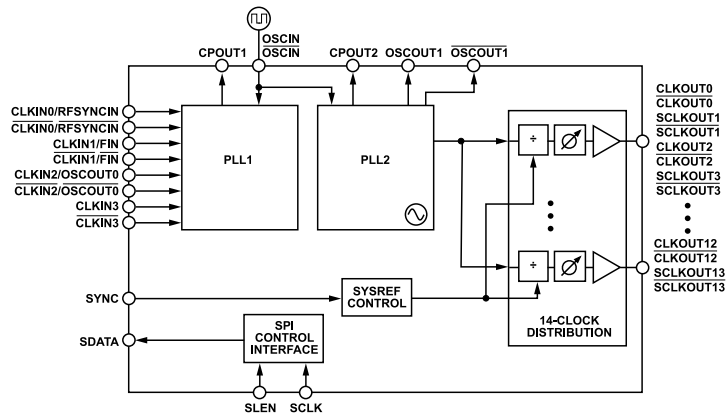 OSCIN
OSCIN
CPOUT1
CPOUT2
OSCOUT1
OSCOUT1
CLKIN0/RFSYNCIN
CLKIN0/RFSYNCIN
CLKIN1/FIN
CLKIN1/FIN
CLKIN2/OSCOUT0
CLKIN2/OSCOUT0
CLKIN3
CLKIN3
PLL1
PLL2
÷
÷
CLKOUT0
CLKOUT0
SCLKOUT1
SCLKOUT1
CLKOUT2
CLKOUT2
SCLKOUT3
SCLKOUT3
CLKOUT12
CLKOUT12
SCLKOUT13
SCLKOUT13
14-CLOCK
DISTRIBUTION
SYNC
SYSREF
CONTROL
SDATA
SPI
CONTROL
INTERFACE
SLEN
SCLK